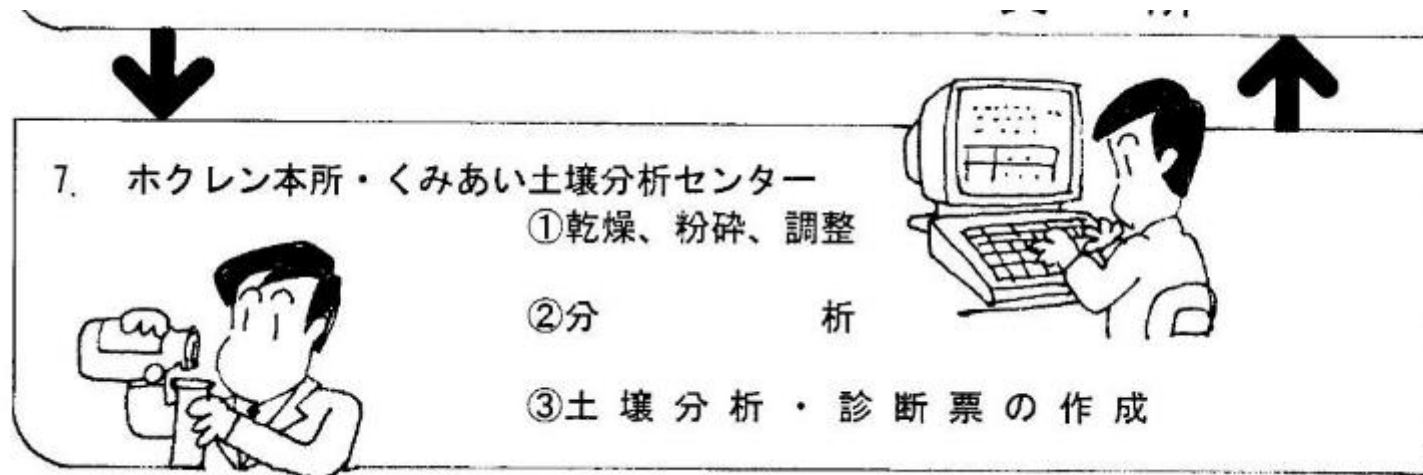 7. ホクレン本所・くみあい土壌分析センター
①乾燥、粉砕、調整
②分　　　　　析
③土壌分析・診断票の作成